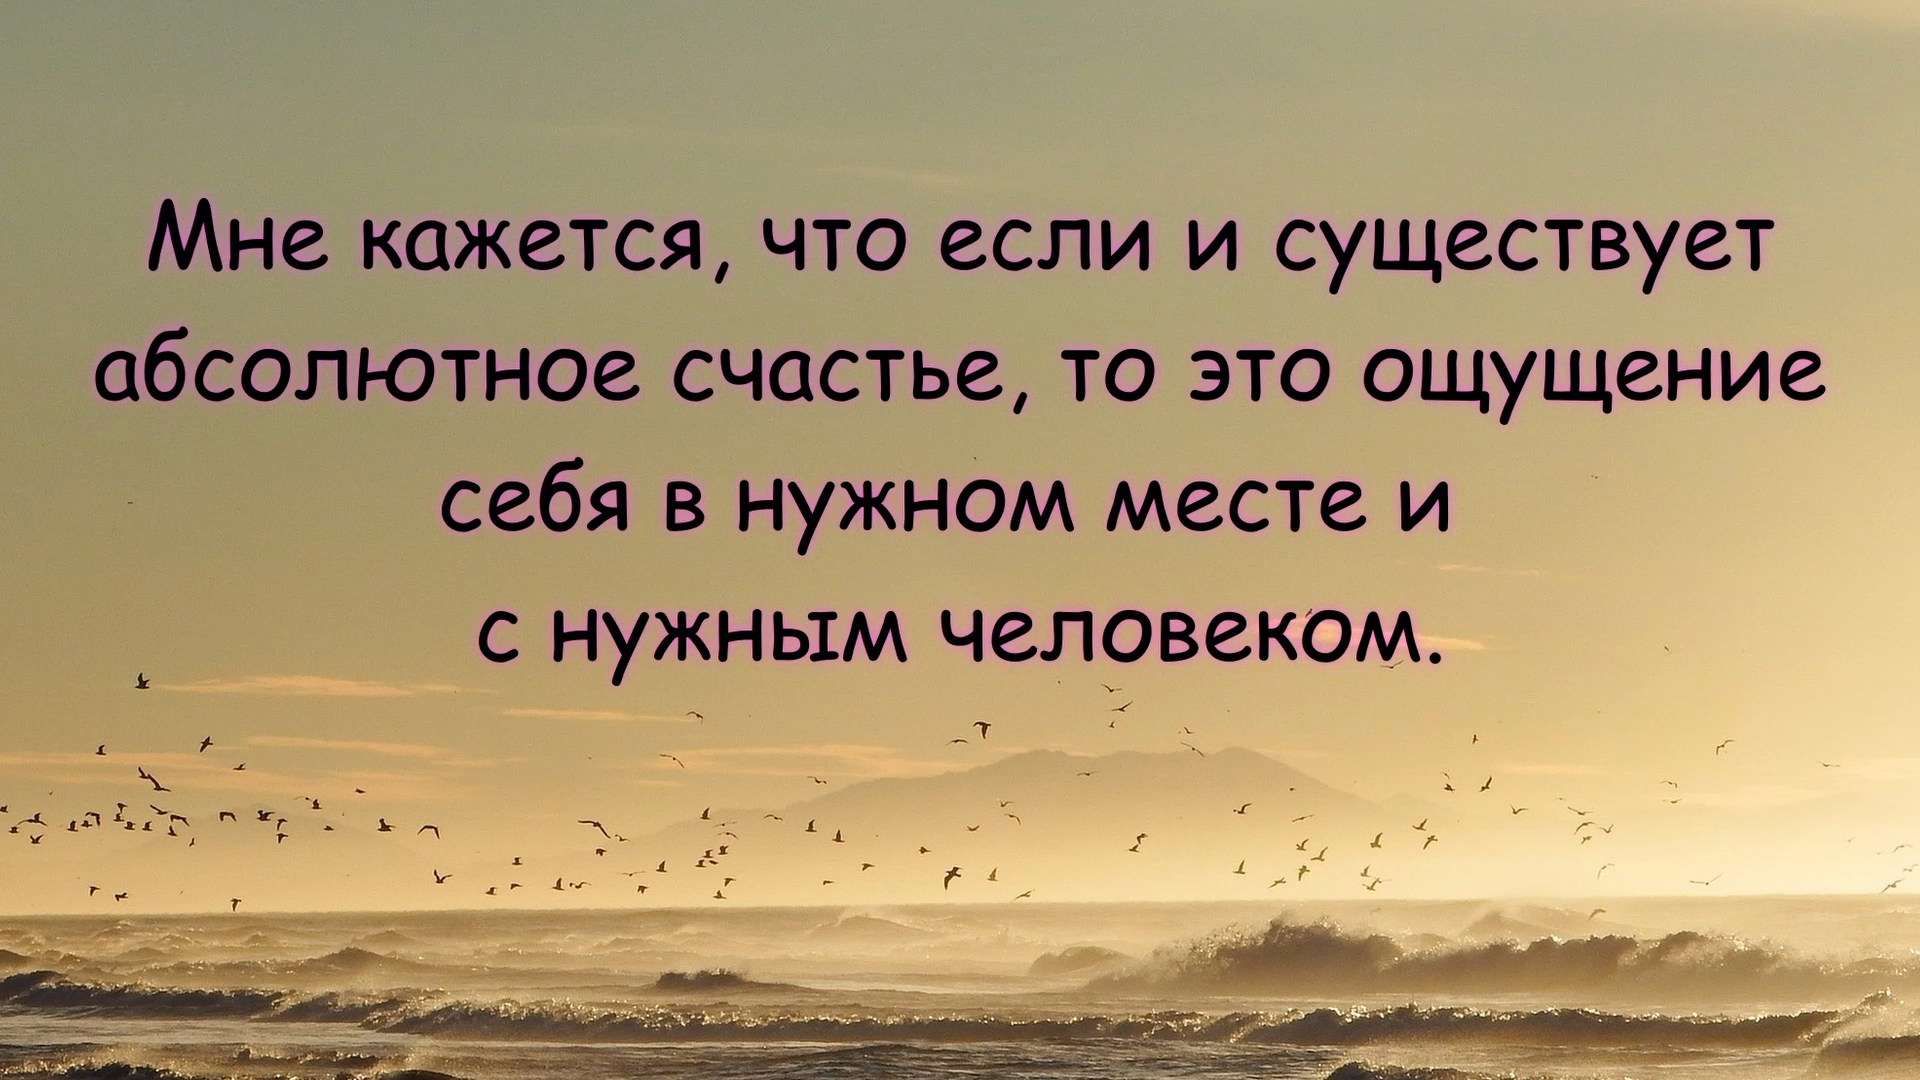 Мне кажется, что если и существует
абсолютное счастье, то это ощущение
себя в нужном месте и
с нужным человеком.